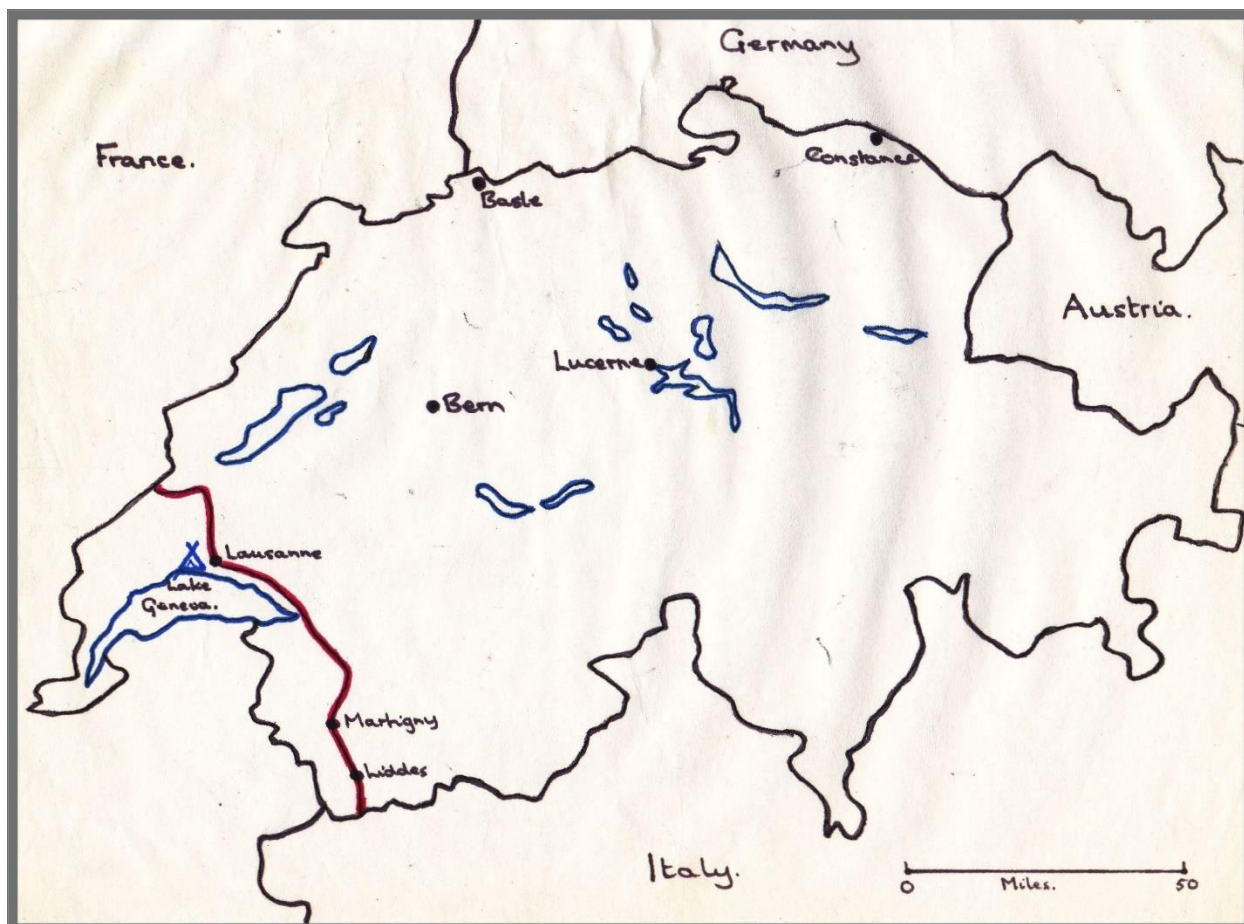 Germany
France.
Constance
Basle
Austria.
Lucerne
Bern
Lausanne
Lake
Geneva.
Martigny
Liddes
Italy.
0 Miles. 50